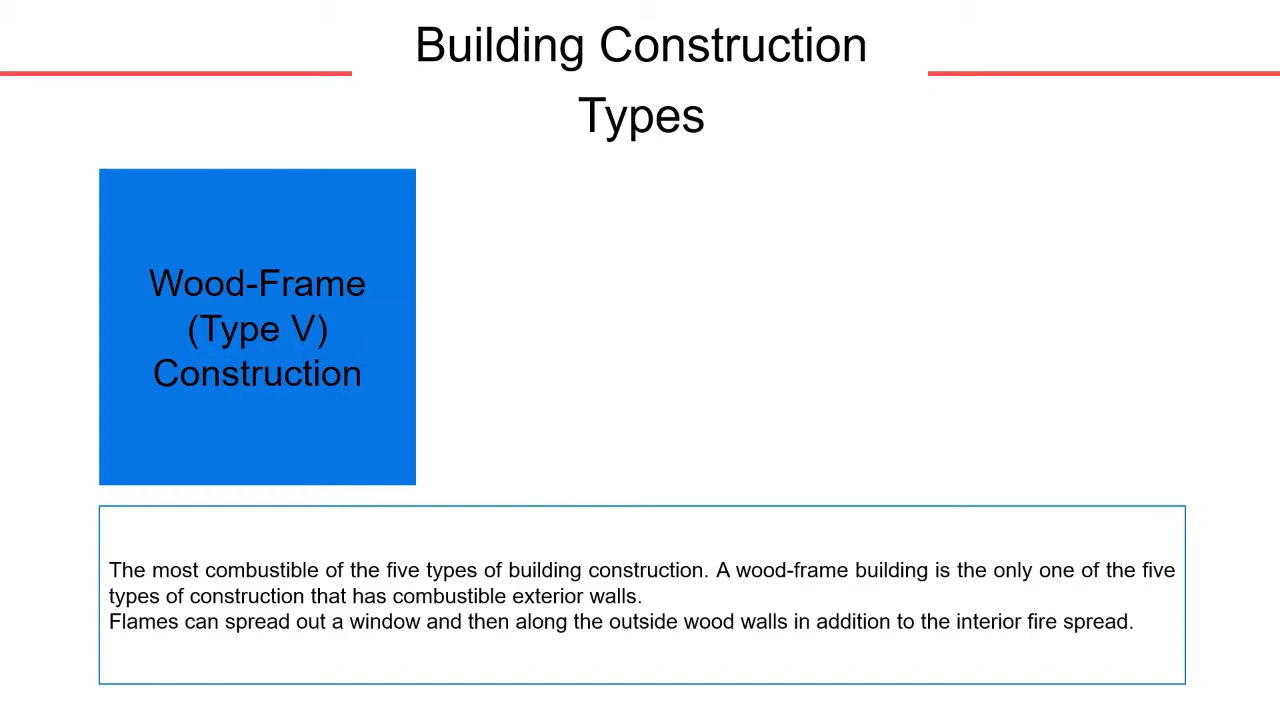 Building Construction
Types
Wood-Frame
(Type V)
Construction
The most combustible of the five types of building construction. A wood-frame building is the only one of the five
types of construction that has combustible exterior walls.
Flames can spread out a window and then along the outside wood walls in addition to the interior fire spread.